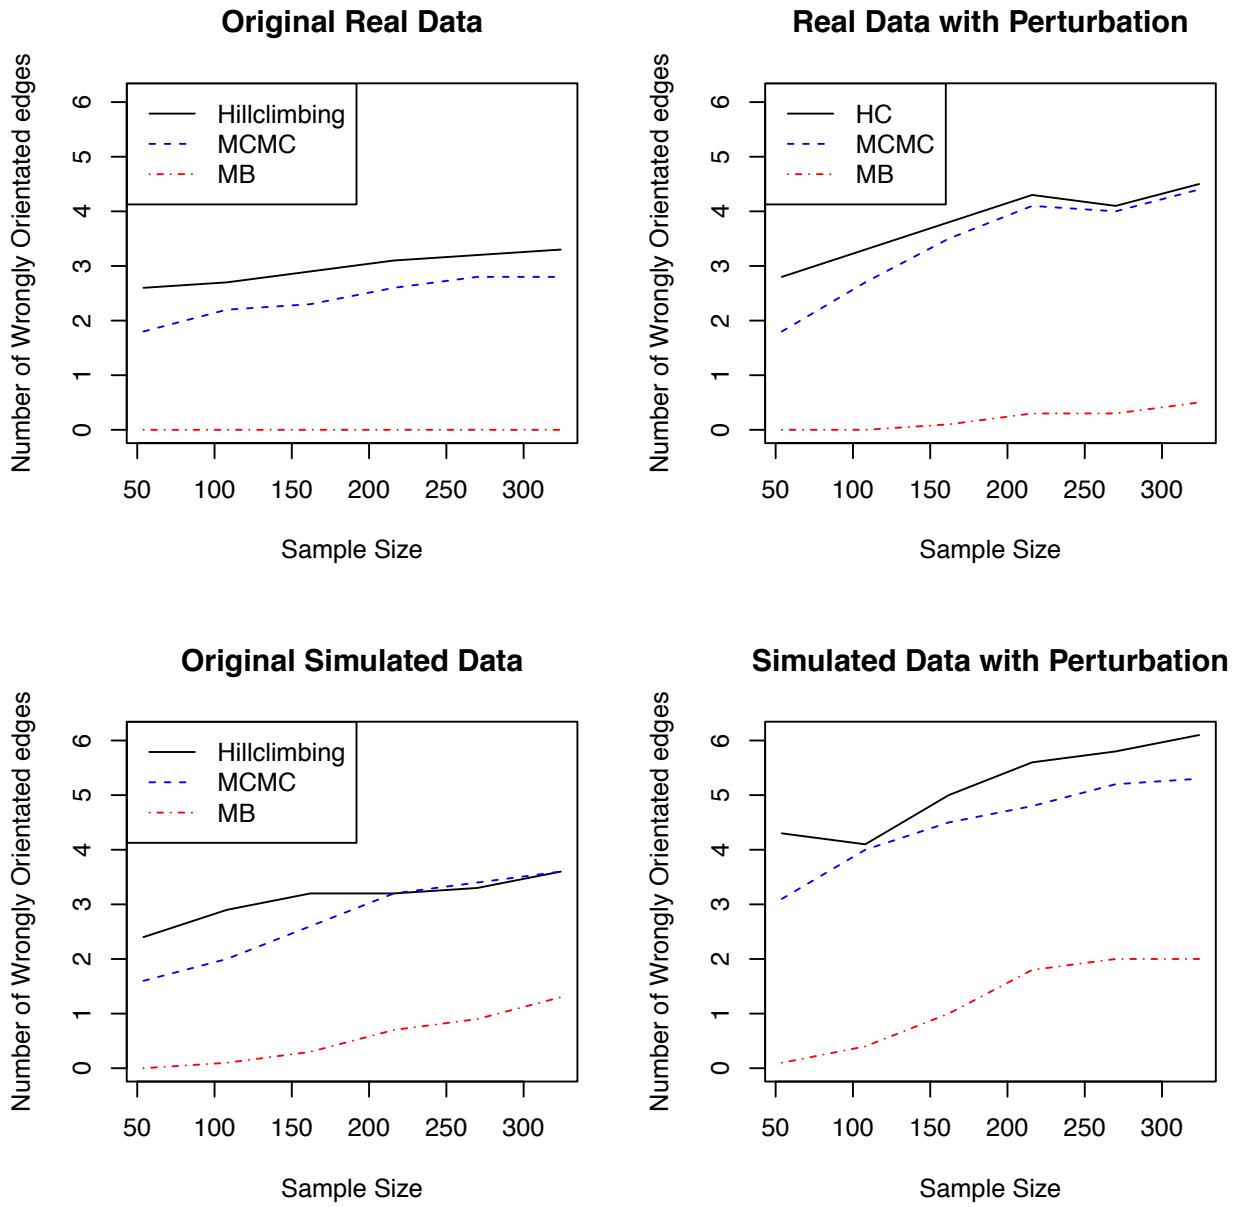 Original Real Data
Number of Wrongly Orientated edges
6
5
4
3
2
1
0
Hillclimbing
MCMC
MB
50 100 150 200 250 300
Sample Size
Real Data with Perturbation
Number of Wrongly Orientated edges
6
5
4
3
2
1
0
HC
MCMC
MB
50 100 150 200 250 300
Sample Size
Original Simulated Data
Number of Wrongly Orientated edges
6
5
4
3
2
1
0
Hillclimbing
MCMC
MB
50 100 150 200 250 300
Sample Size
Simulated Data with Perturbation
Number of Wrongly Orientated edges
6
5
4
3
2
1
0
50 100 150 200 250 300
Sample Size